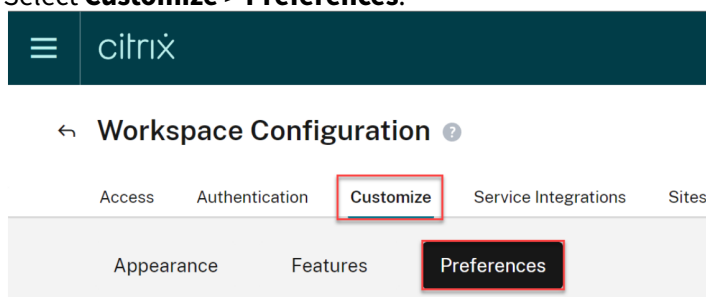 Select Customize > Preferences.
citrix
Workspace Configuration ?
Access Authentication Customize Service Integrations Sites
Appearance Features Preferences